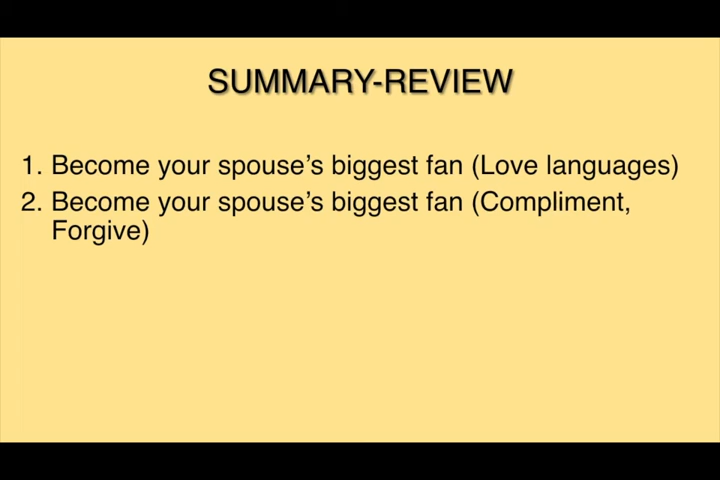 SUMMARY-REVIEW
1. Become your spouse’s biggest fan (Love languages)
2. Become your spouse’s biggest fan (Compliment,
Forgive)